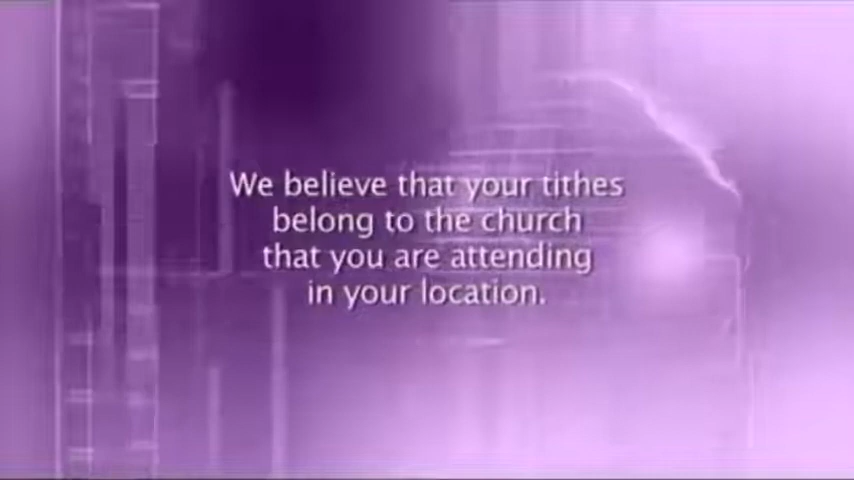 We believe that your tithes
belong to the church
that you are attending
in your location.